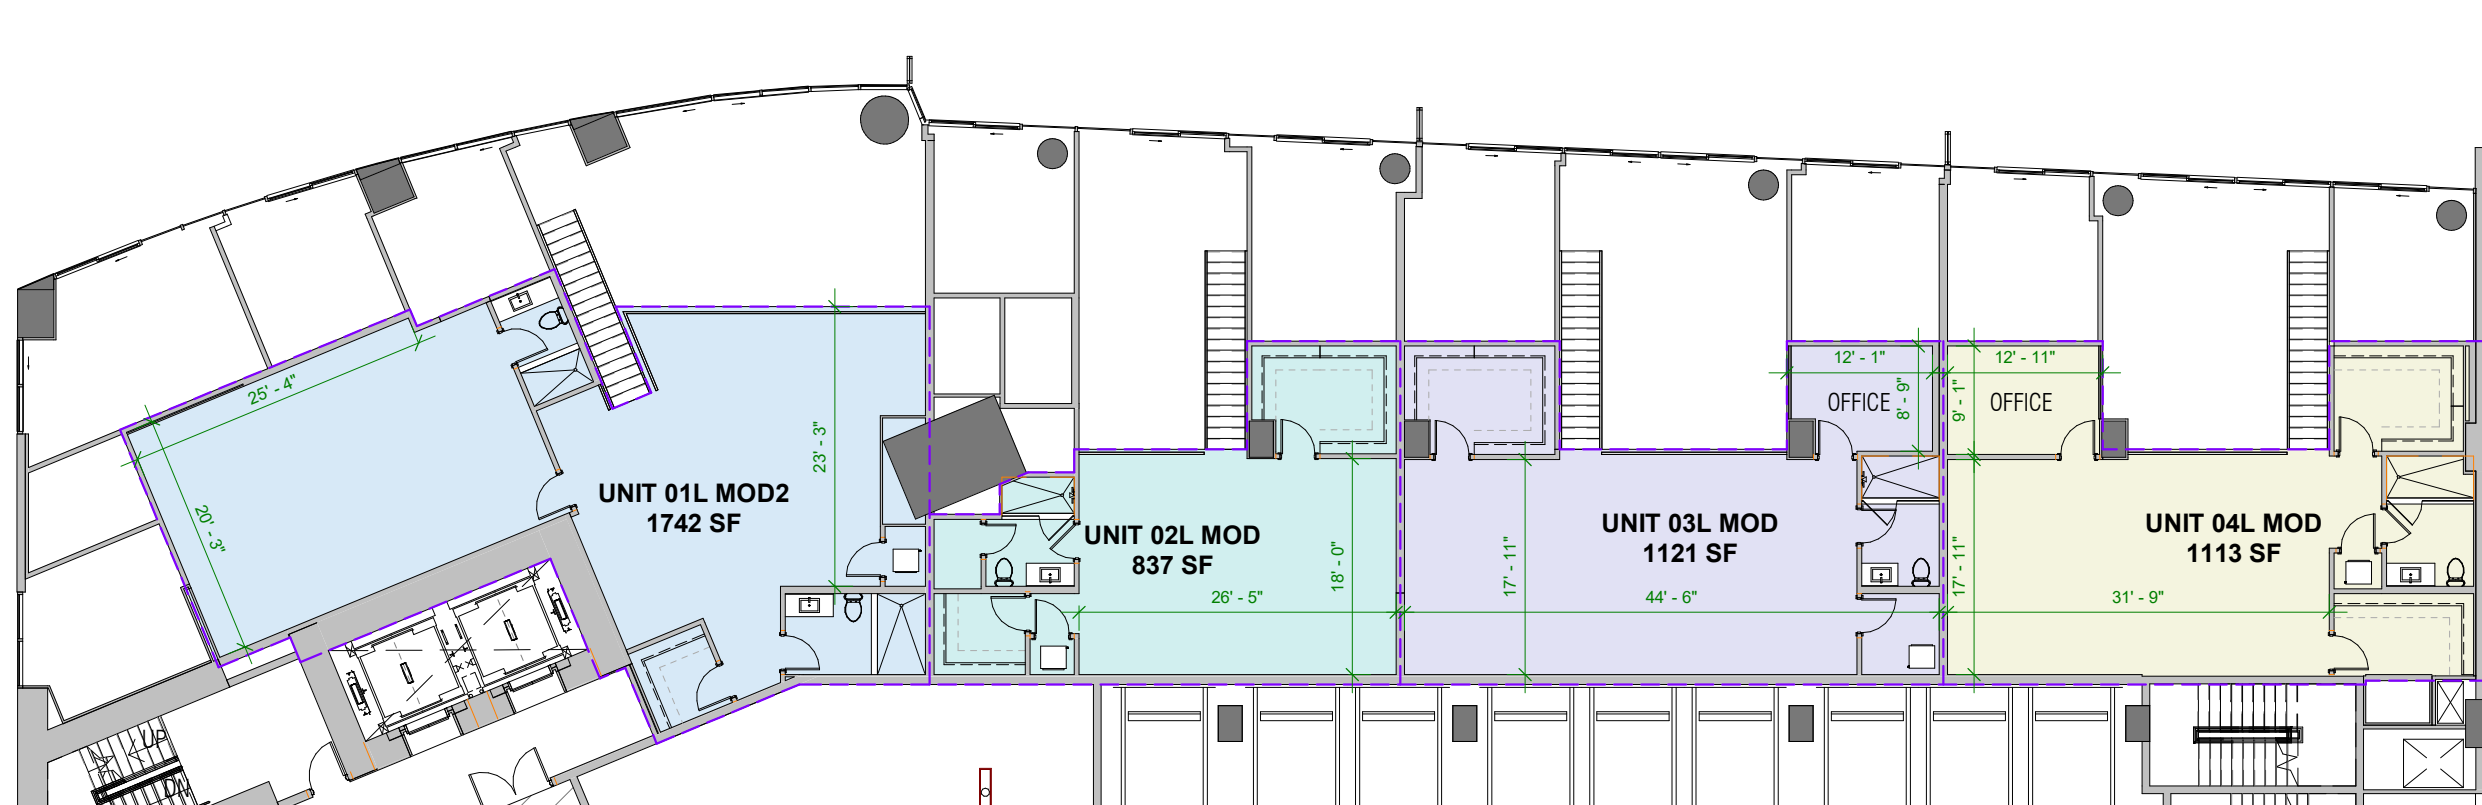 25' - 4"
20' - 3"
UNIT 01L MOD2
1742 SF
23' - 3"
UNIT 02L MOD
837 SF
18' - 0"
26' - 5"
UNIT 03L MOD
1121 SF
17' - 11"
44' - 6"
12' - 1"
OFFICE
8' - 9"
12' - 11"
9' - 1"
OFFICE
UNIT 04L MOD
1113 SF
17' - 11"
31' - 9"
UP
DN